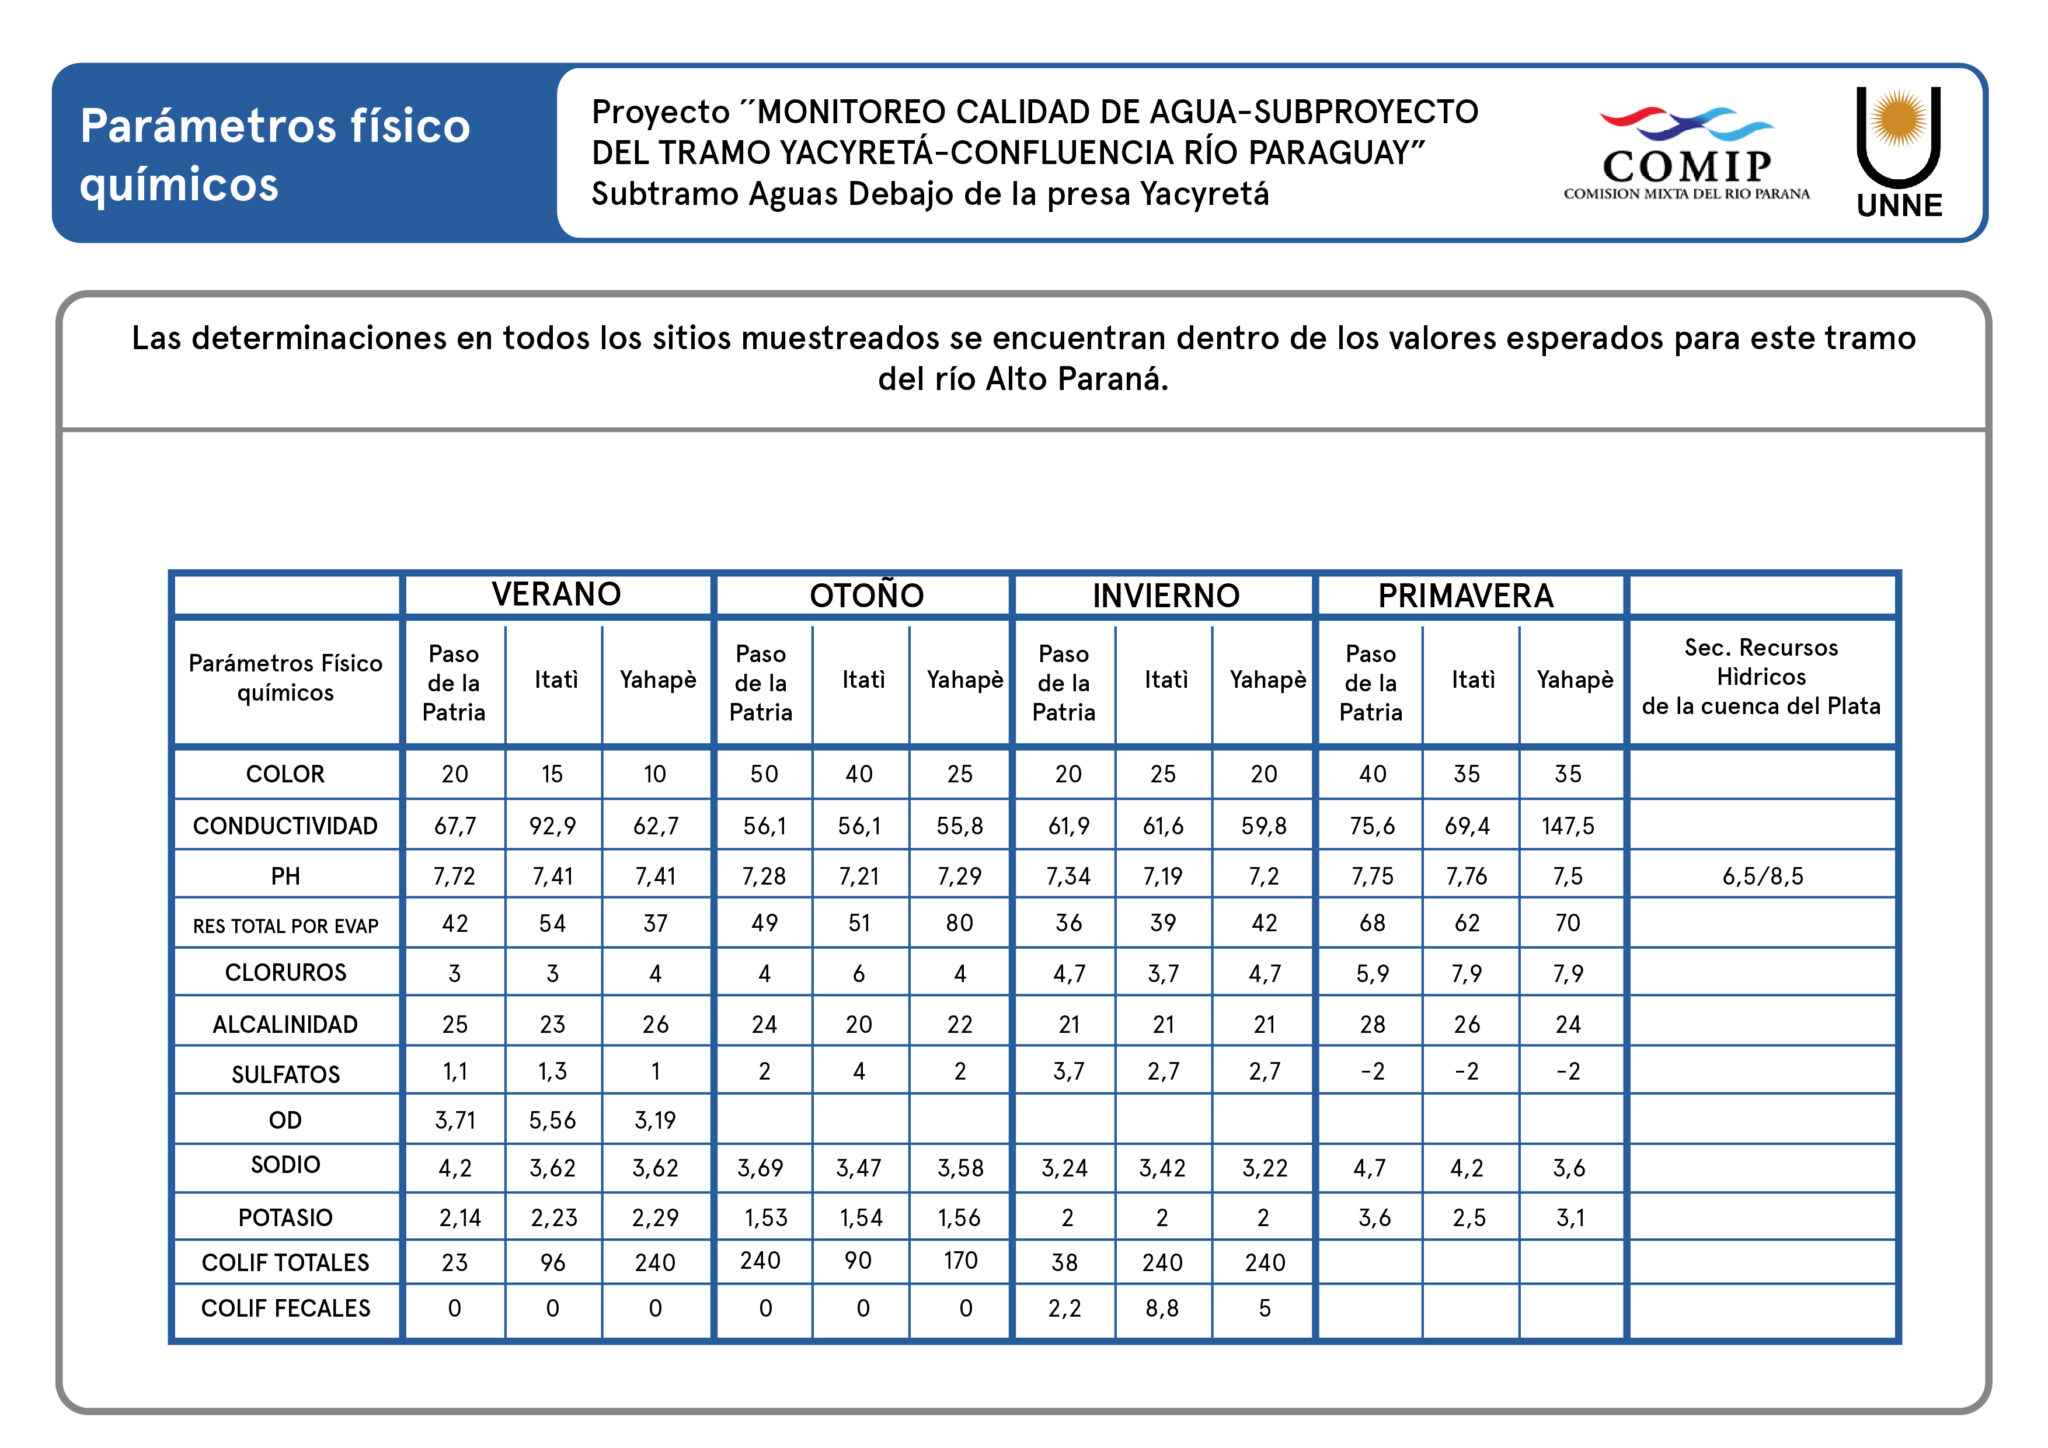 Parámetros físico
químicos
Proyecto ´´MONITOREO CALIDAD DE AGUA-SUBPROYECTO
DEL TRAMO YACYRETÁ-CONFLUENCIA RÍO PARAGUAY”
Subtramo Aguas Debajo de la presa Yacyretá
COMIP
COMISION MIXTA DEL RIO PARANA
UNNE
Las determinaciones en todos los sitios muestreados se encuentran dentro de los valores esperados para este tramo
del río Alto Paraná.
VERANO OTOÑO INVIERNO PRIMAVERA
Parámetros Físico
químicos
Paso
de la
Patria
Itatì
Yahapè
Paso
de la
Patria
Itatì
Yahapè
Paso
de la
Patria
Itatì
Yahapè
Paso
de la
Patria
Itatì
Yahapè
Sec. Recursos
Hìdricos
de la cuenca del Plata
COLOR 20 15 10 50 40 25 20 25 20 40 35 35
CONDUCTIVIDAD 67,7 92,9 62,7 56,1 56,1 55,8 61,9 61,6 59,8 75,6 69,4 147,5
PH 7,72 7,41 7,41 7,28 7,21 7,29 7,34 7,19 7,2 7,75 7,76 7,5 6,5/8,5
RES TOTAL POR EVAP 42 54 37 49 51 80 36 39 42 68 62 70
CLORUROS 3 3 4 4 6 4 4,7 3,7 4,7 5,9 7,9 7,9
ALCALINIDAD 25 23 26 24 20 22 21 21 21 28 26 24
SULFATOS 1,1 1,3 1 2 4 2 3,7 2,7 2,7 -2 -2 -2
OD 3,71 5,56 3,19
SODIO 4,2 3,62 3,62 3,69 3,47 3,58 3,24 3,42 3,22 4,7 4,2 3,6
POTASIO 2,14 2,23 2,29 1,53 1,54 1,56 2 2 2 3,6 2,5 3,1
COLIF TOTALES 23 96 240 240 90 170 38 240 240
COLIF FECALES 0 0 0 0 0 0 2,2 8,8 5